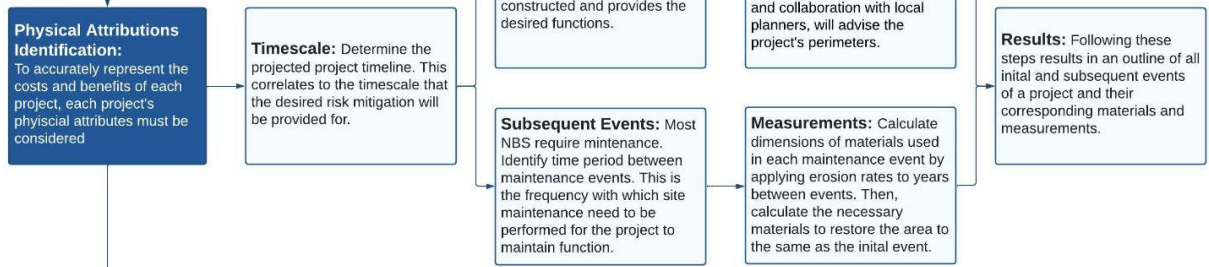 Physical Attributions
Identification:
To accurately represent the
costs and benefits of each
project, each project's
phyiscial attributes must be
considered
Timescale: Determine the
projected project timeline. This
correlates to the timescale that
the desired risk mitigation will
be provided for.
constructed and provides the
desired functions.
and collaboration with local
planners, will advise the
project's perimeters.
Subsequent Events: Most
NBS require mintenance.
Identify time period between
maintenance events. This is
the frequency with which site
maintenance need to be
performed for the project to
maintain function.
Measurements: Calculate
dimensions of materials used
in each maintenance event by
applying erosion rates to years
between events. Then,
calculate the necessary
materials to restore the area to
the same as the inital event.
Results: Following these
steps results in an outline of all
inital and subsequent events
of a project and their
corresponding materials and
measurements.